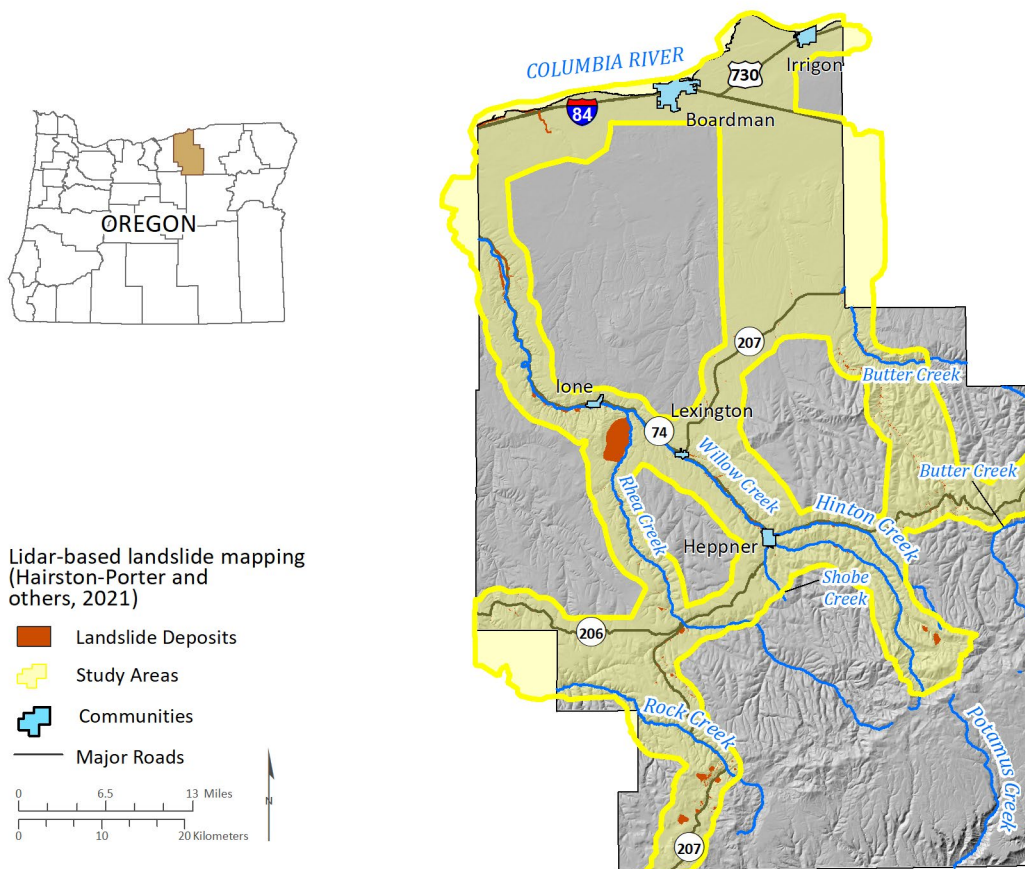 COLUMBIA RIVER
730
Irrigon
84
Boardman
OREGON
207
Butter Creek
Ione
Lexington
74
Willow Creek
Butter Creek
Rhea Creek
Hinton Creek
Heppner
Shobe
Creek
206
Rock Creek
Potamus Creek
207
Lidar-based landslide mapping
(Hairston-Porter and
others, 2021)
Landslide Deposits
Study Areas
Communities
Major Roads
0 6.5 13 Miles
0 10 20 Kilometers
N